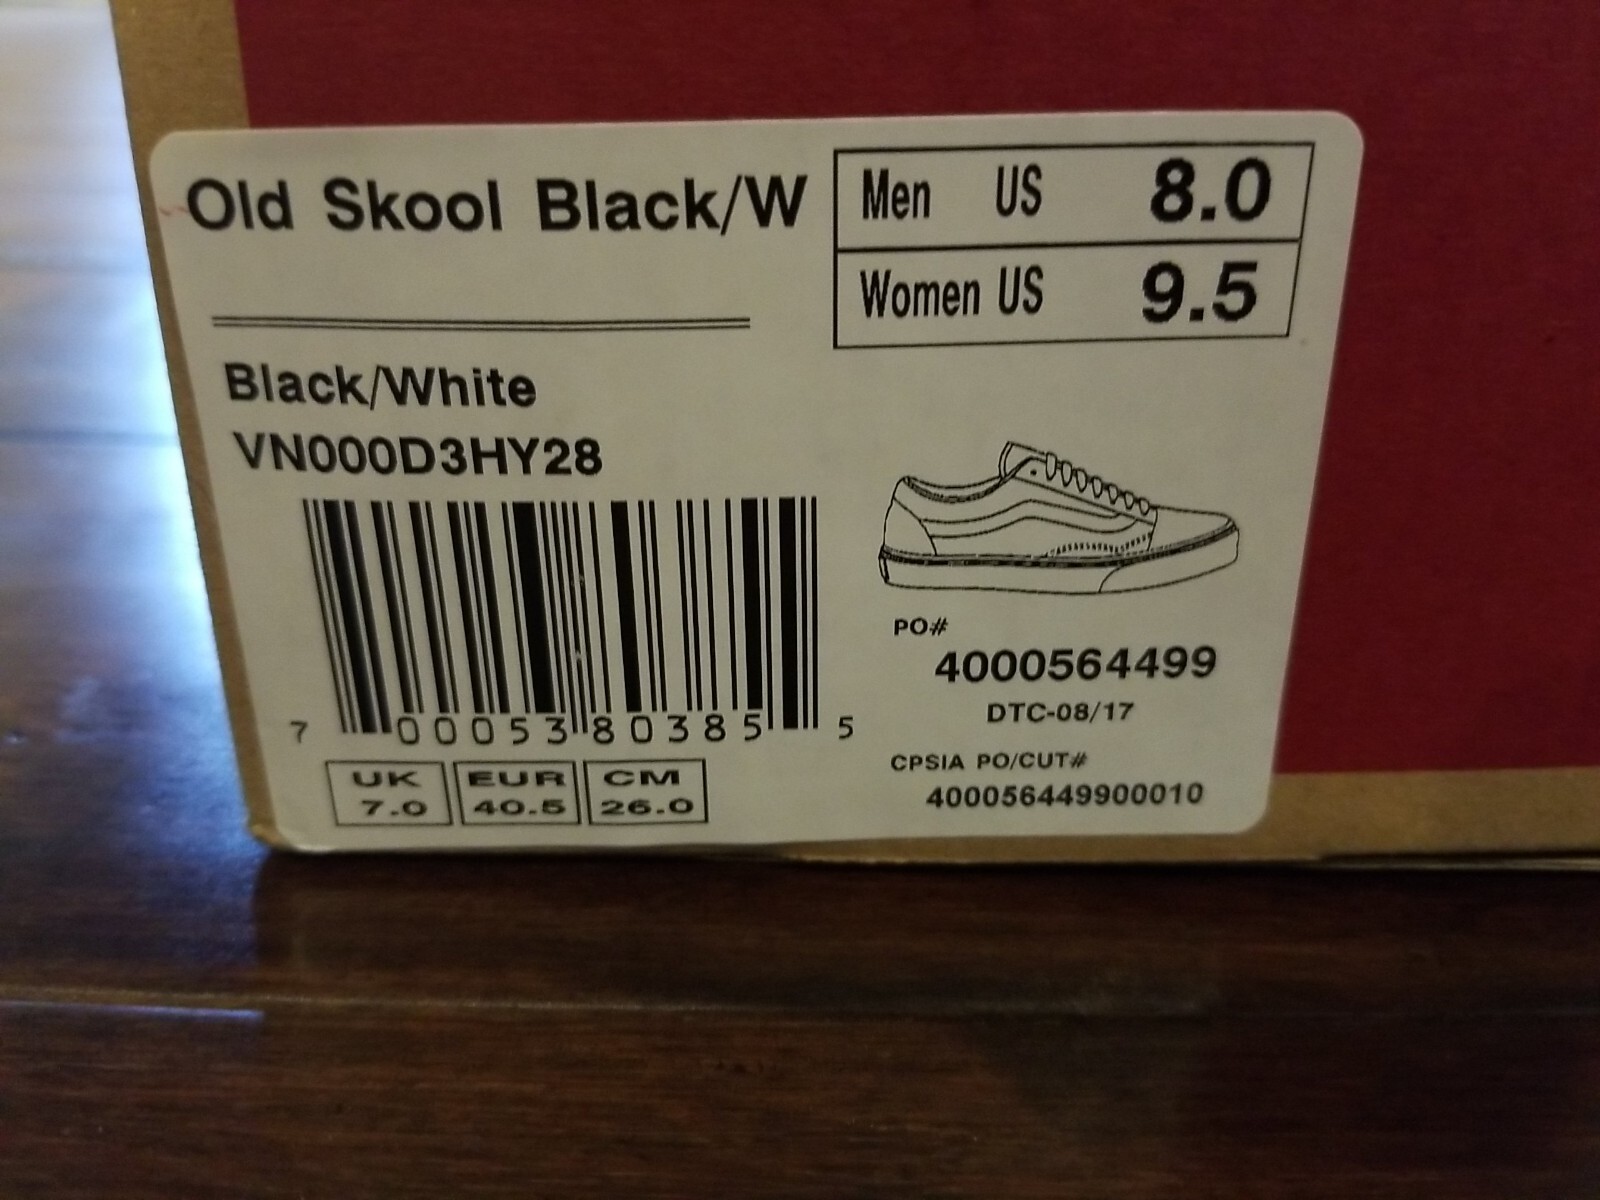 Old Skool Black/W
Men US 8.0
Women US 9.5
Black/White
VN000D3HY28
7 00053 80385 5
UK EUR CM
7.0 40.5 26.0
PO#
4000564499
DTC-08/17
CPSIA PO/CUT#
400056449900010